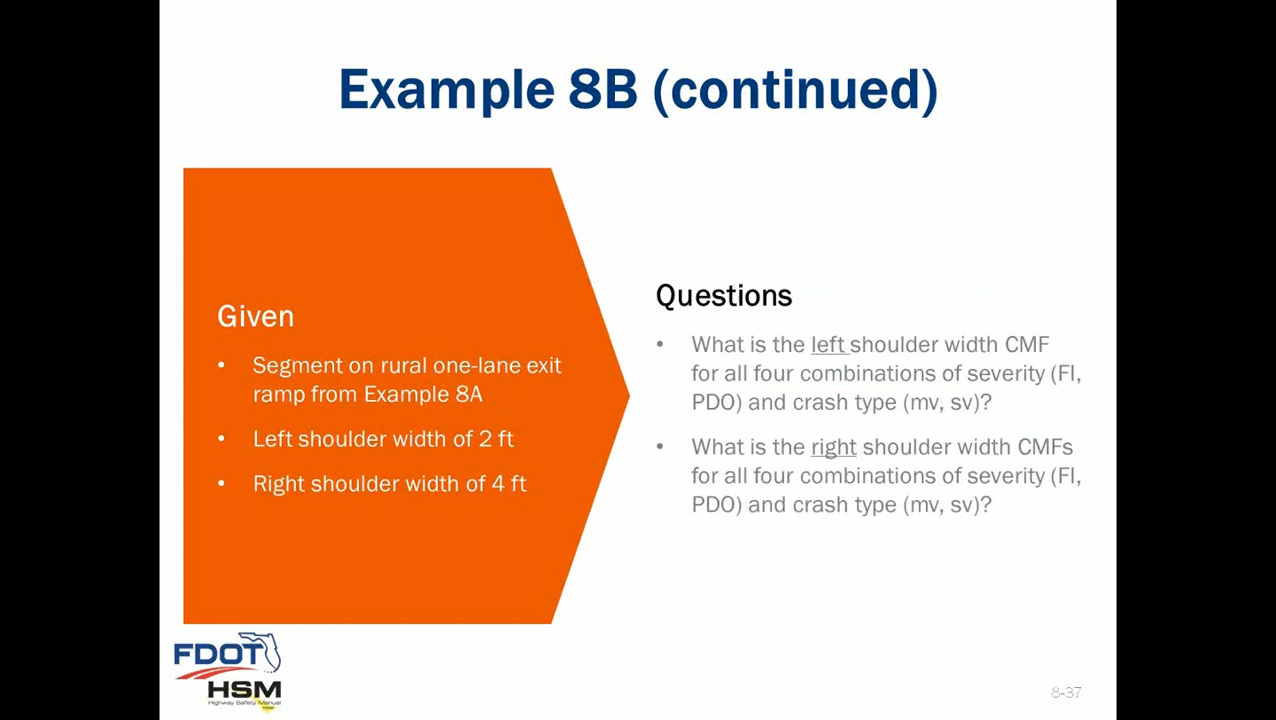 Example 8B (continued)
Given
• Segment on rural one-lane exit
ramp from Example 8A
• Left shoulder width of 2 ft
• Right shoulder width of 4 ft
Questions
• What is the left shoulder width CMF
for all four combinations of severity (FI,
PDO) and crash type (mv, sv)?
• What is the right shoulder width CMFs
for all four combinations of severity (FI,
PDO) and crash type (mv, sv)?
FDOT
HSM
Highway Safety Manual
8-37